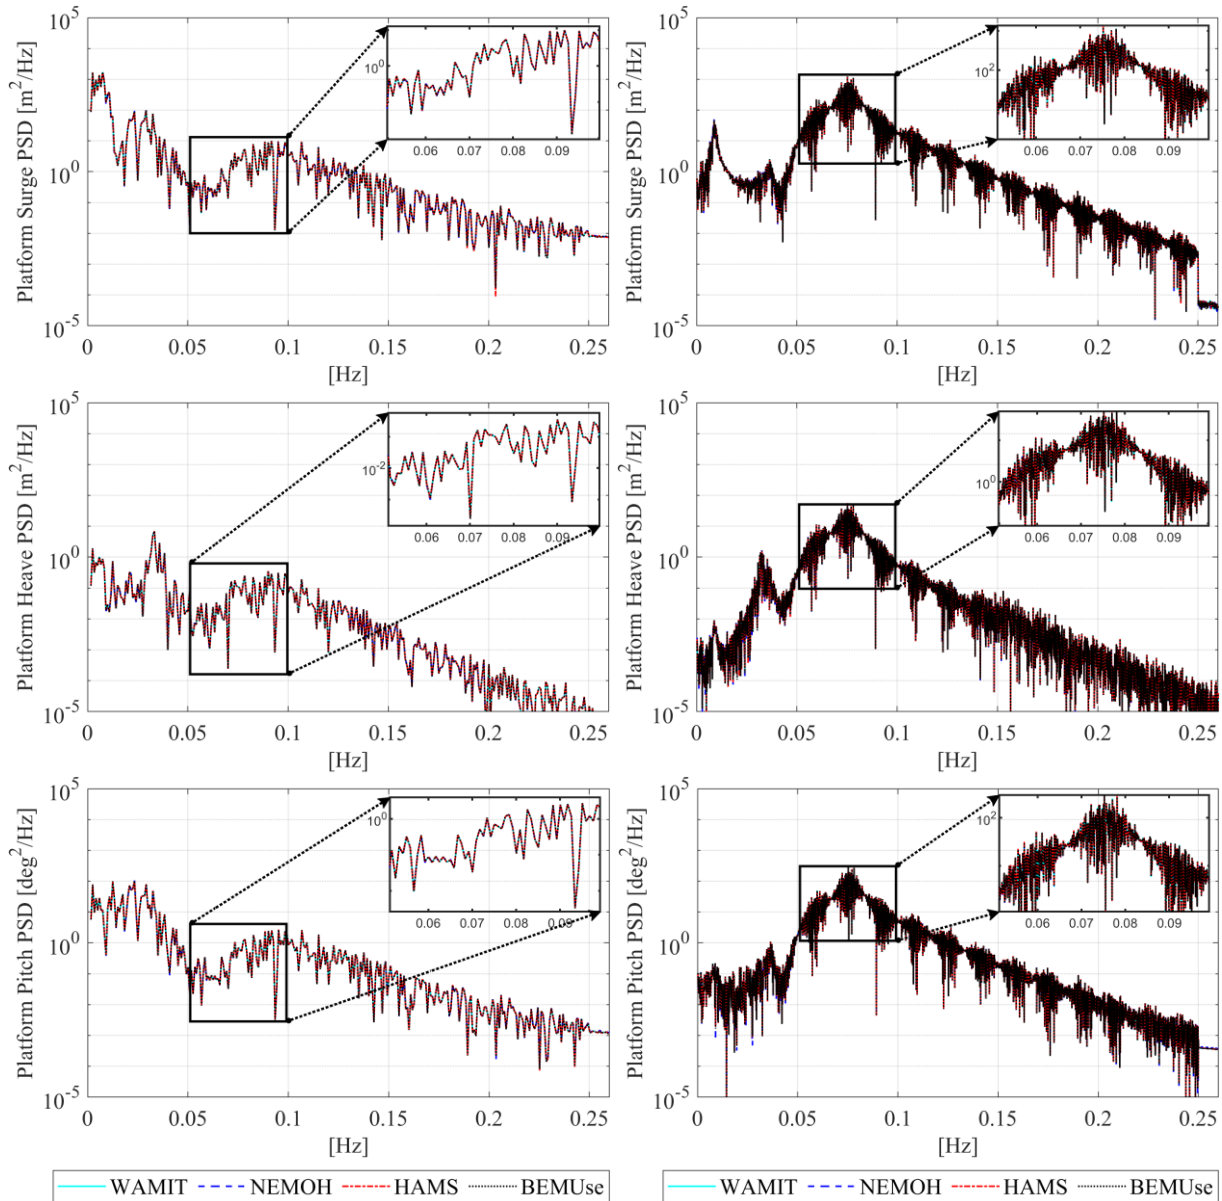 10^5
10^0
10^-5
Platform Surge PSD [m^2/Hz]
10^0
0.06 0.07 0.08 0.09
0 0.05 0.1 0.15 0.2 0.25
[Hz]
10^5
10^0
10^-5
Platform Surge PSD [m^2/Hz]
10^2
0.06 0.07 0.08 0.09
0 0.05 0.1 0.15 0.2 0.25
[Hz]
10^5
10^0
10^-5
Platform Heave PSD [m^2/Hz]
10^-2
0.06 0.07 0.08 0.09
0 0.05 0.1 0.15 0.2 0.25
[Hz]
10^5
10^0
10^-5
Platform Heave PSD [m^2/Hz]
10^0
0.06 0.07 0.08 0.09
0 0.05 0.1 0.15 0.2 0.25
[Hz]
10^5
10^0
10^-5
Platform Pitch PSD [deg^2/Hz]
10^0
0.06 0.07 0.08 0.09
0 0.05 0.1 0.15 0.2 0.25
[Hz]
10^5
10^0
10^-5
Platform Pitch PSD [deg^2/Hz]
10^2
0.06 0.07 0.08 0.09
0 0.05 0.1 0.15 0.2 0.25
[Hz]
WAMIT NEMOH HAMS BEMUse
WAMIT NEMOH HAMS BEMUse